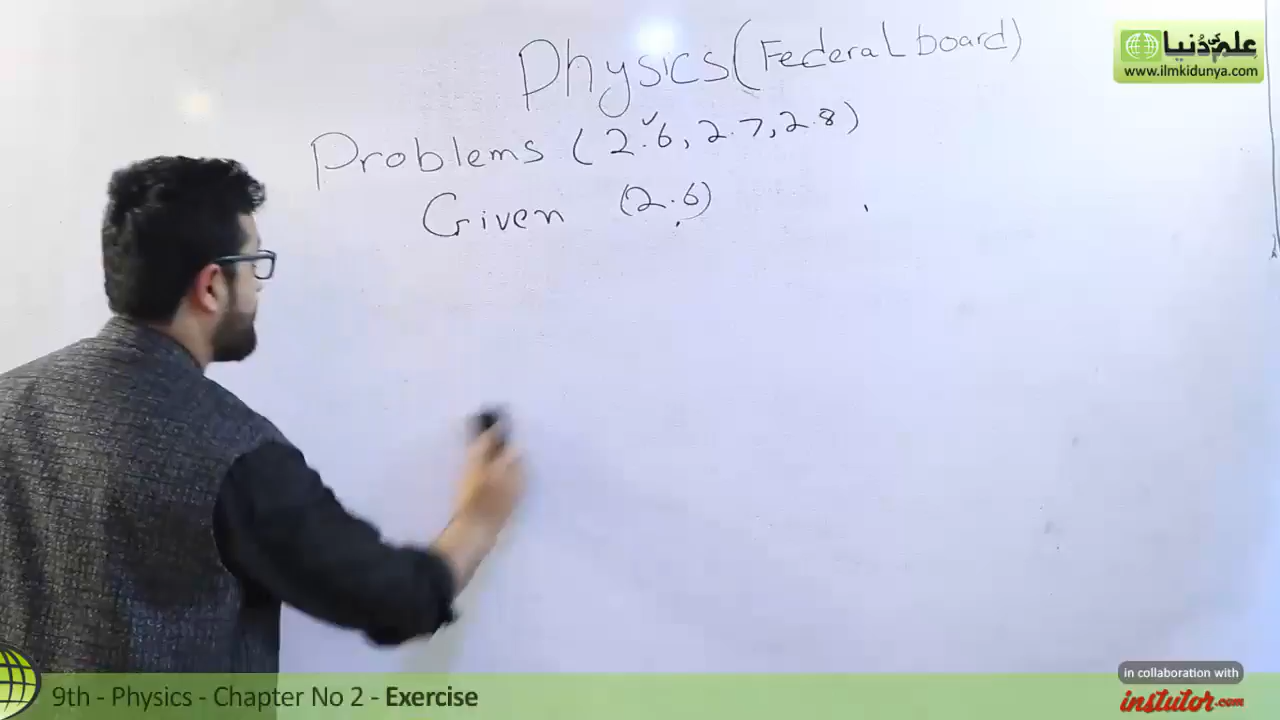 Physics (Federal board)
Problems (2.6, 2.7, 2.8)
Given (2.6)
علم کی دنیا
www.ilmkidunya.com
in collaboration with
instutor.com
9th - Physics - Chapter No 2 - Exercise